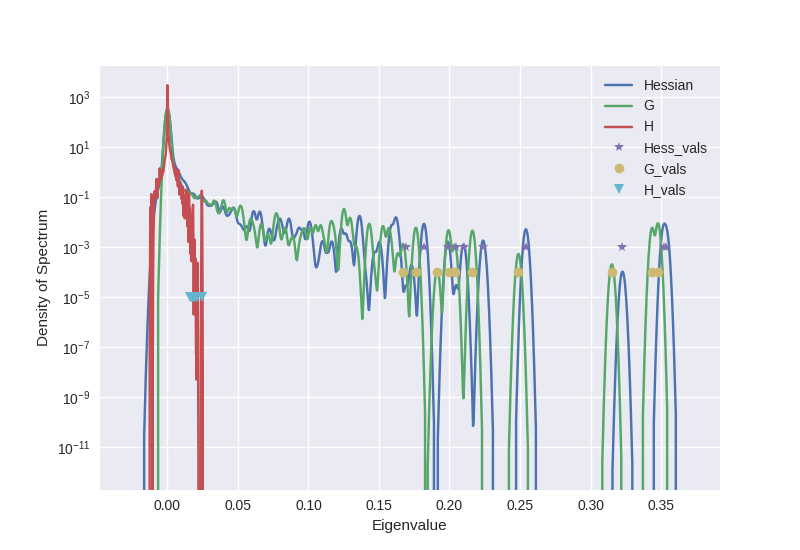 Hessian
G
H
Hess_vals
G_vals
H_vals
10³
10¹
10⁻¹
10⁻³
10⁻⁵
10⁻⁷
10⁻⁹
10⁻¹¹
Density of Spectrum
0.00 0.05 0.10 0.15 0.20 0.25 0.30 0.35
Eigenvalue